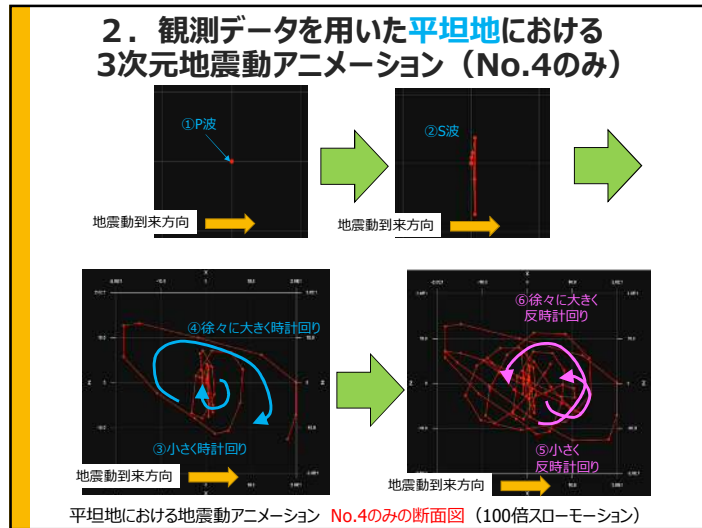 2．観測データを用いた平坦地における
3次元地震動アニメーション（No.4のみ）
①P波
地震動到来方向
②S波
地震動到来方向
④徐々に大きく時計回り
③小さく時計回り
地震動到来方向
⑥徐々に大きく
反時計回り
⑤小さく
反時計回り
地震動到来方向
平坦地における地震動アニメーション No.4のみの断面図（100倍スローモーション）